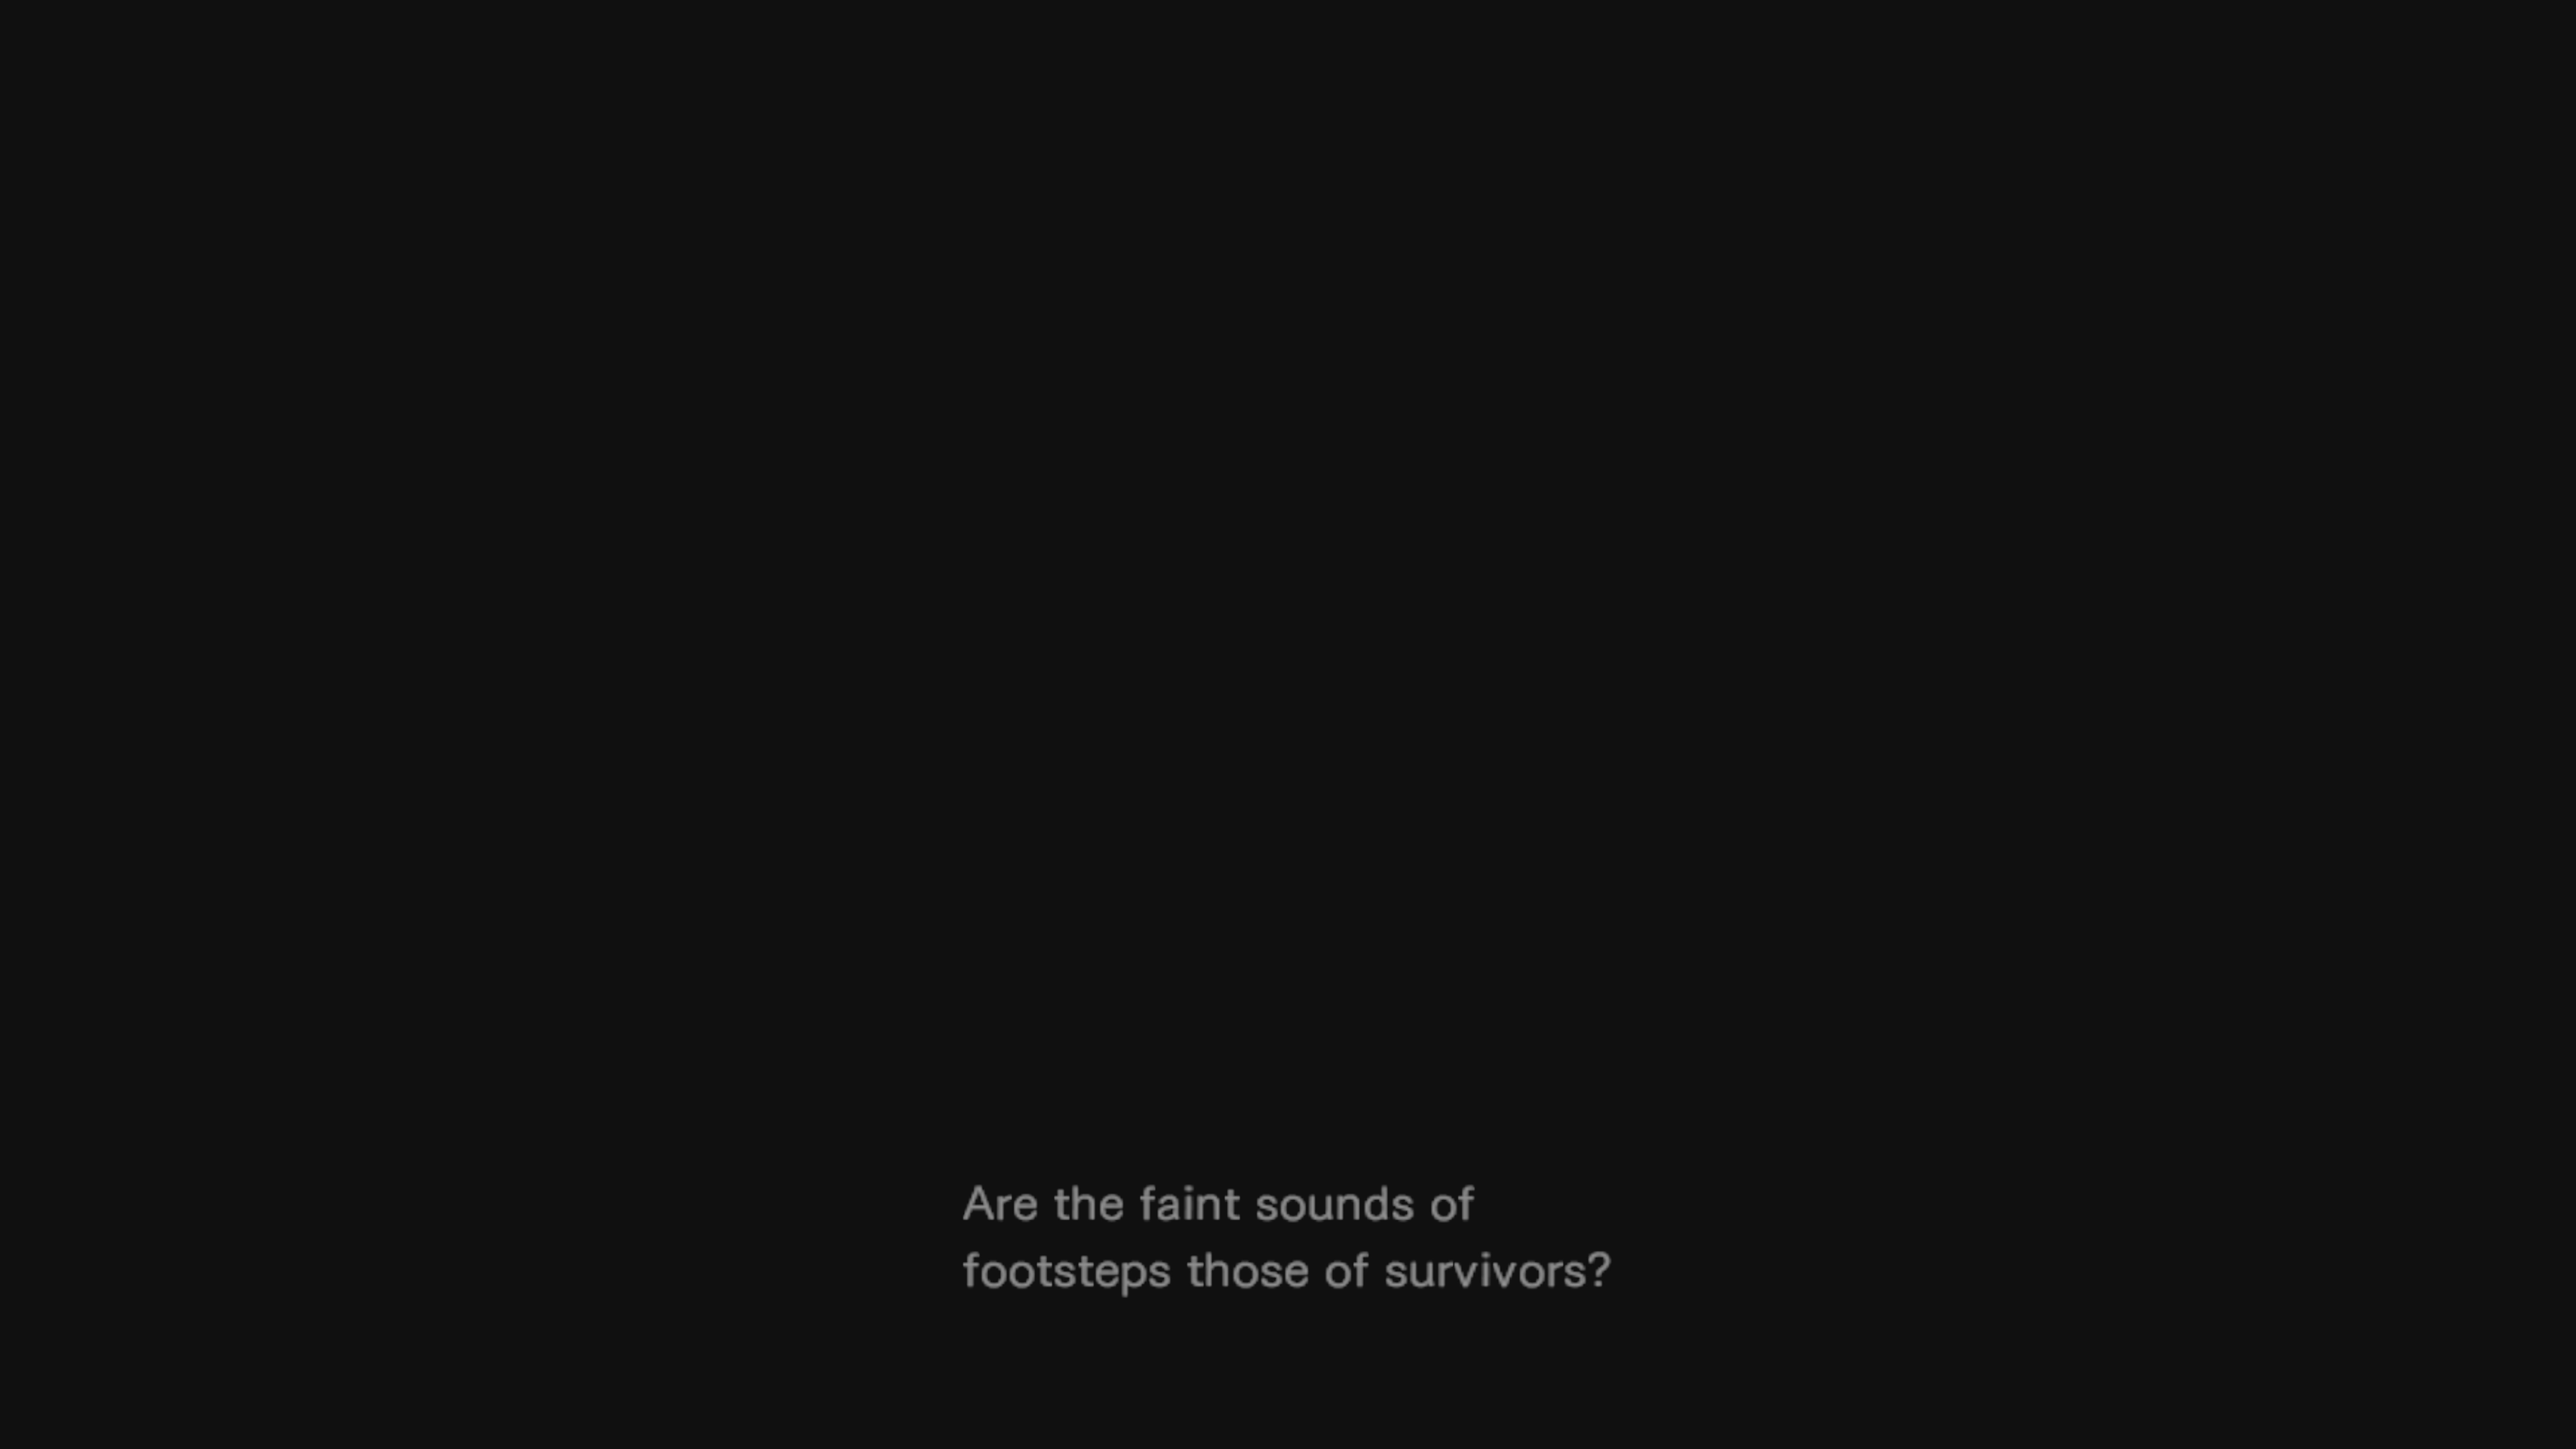 Are the faint sounds of
footsteps those of survivors?